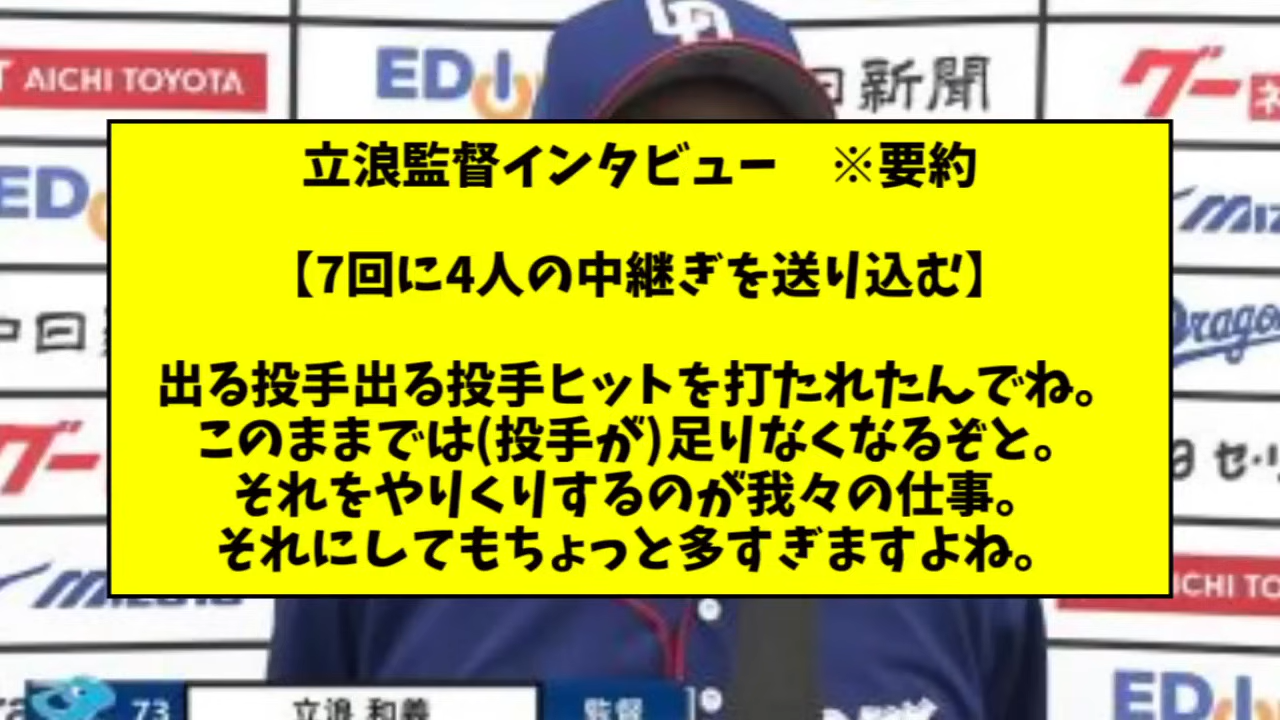 AICHI TOYOTA
EDI
新聞
グー
立浪監督インタビュー　※要約
【7回に4人の中継ぎを送り込む】
出る投手出る投手ヒットを打たれたんでね。
このままでは(投手が)足りなくなるぞと。
それをやりくりするのが我々の仕事。
それにしてもちょっと多すぎますよね。
73 立浪 和義 監督